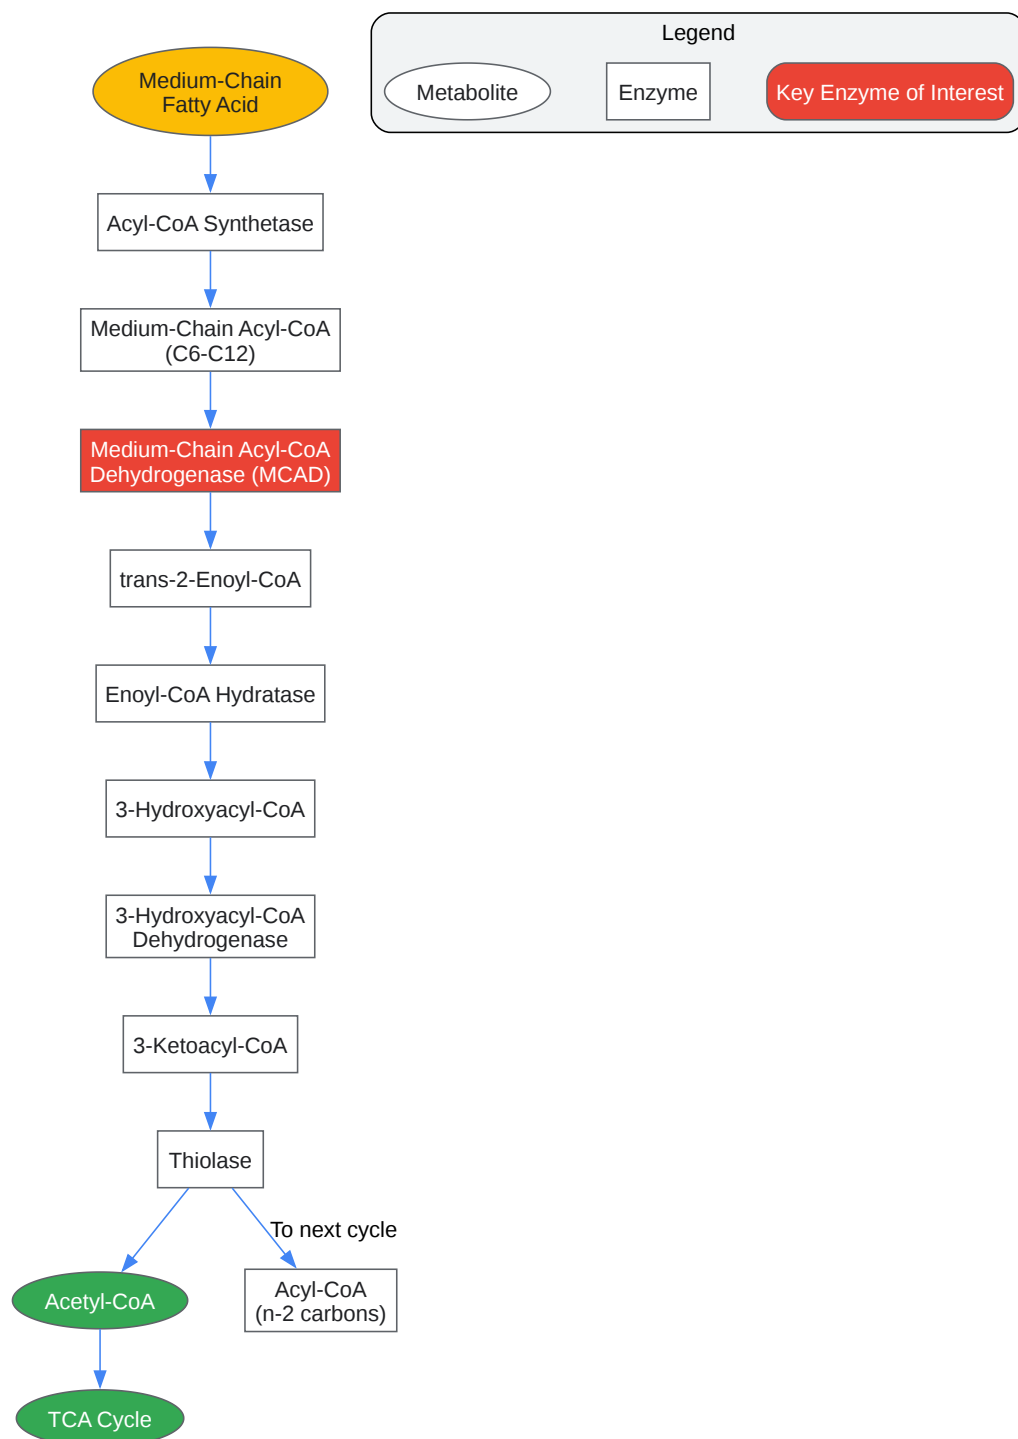 Legend
Metabolite
Enzyme
Key Enzyme of Interest
Medium-Chain
Fatty Acid
Acyl-CoA Synthetase
Medium-Chain Acyl-CoA
(C6-C12)
Medium-Chain Acyl-CoA
Dehydrogenase (MCAD)
trans-2-Enoyl-CoA
Enoyl-CoA Hydratase
3-Hydroxyacyl-CoA
3-Hydroxyacyl-CoA
Dehydrogenase
3-Ketoacyl-CoA
Thiolase
To next cycle
Acetyl-CoA
Acyl-CoA
(n-2 carbons)
TCA Cycle